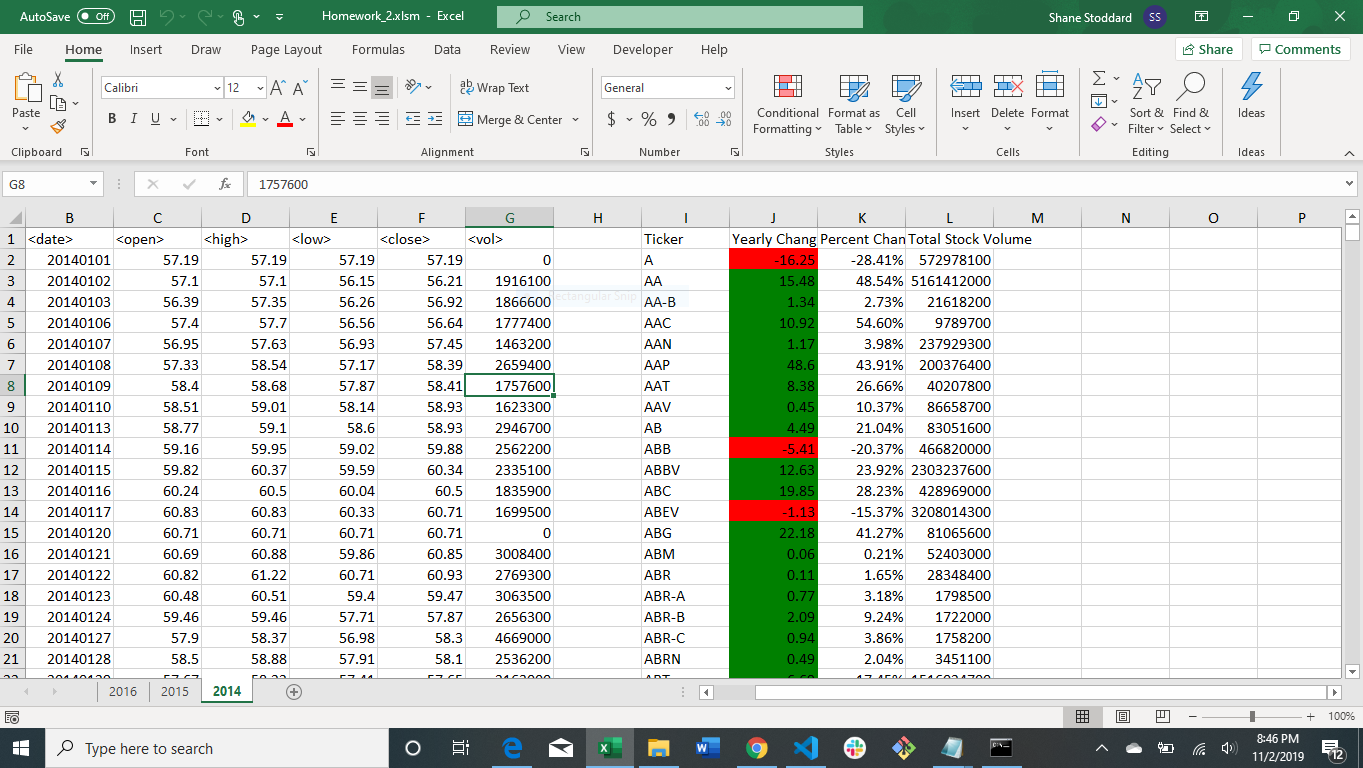 AutoSave Off Homework_2.xlsm - Excel Search Shane Stoddard SS
File Home Insert Draw Page Layout Formulas Data Review View Developer Help Share Comments
Calibri 12 A A ab Wrap Text General
Paste B I U A Merge & Center $ % 9 Conditional Formatting Format as Table Cell Styles Insert Delete Format Sort & Filter Find & Select Ideas
Clipboard Font Alignment Number Styles Cells Editing Ideas
G8 fx 1757600
B C D E F G H I J K L M N O P
1 <date> <open> <high> <low> <close> <vol> Ticker Yearly Chang Percent Chan Total Stock Volume
2 20140101 57.19 57.19 57.19 57.19 0 A -16.25 -28.41% 572978100
3 20140102 57.1 57.1 56.15 56.21 1916100 AA 15.48 48.54% 5161412000
4 20140103 56.39 57.35 56.26 56.92 1866600 AA-B 1.34 2.73% 21618200
5 20140106 57.4 57.7 56.56 56.64 1777400 AAC 10.92 54.60% 9789700
6 20140107 56.95 57.63 56.93 57.45 1463200 AAN 1.17 3.98% 237929300
7 20140108 57.33 58.54 57.17 58.39 2659400 AAP 48.6 43.91% 200376400
8 20140109 58.4 58.68 57.87 58.41 1757600 AAT 8.38 26.66% 40207800
9 20140110 58.51 59.01 58.14 58.93 1623300 AAV 0.45 10.37% 86658700
10 20140113 58.77 59.1 58.6 58.93 2946700 AB 4.49 21.04% 83051600
11 20140114 59.16 59.95 59.02 59.88 2562200 ABB -5.41 -20.37% 466820000
12 20140115 59.82 60.37 59.59 60.34 2335100 ABBV 12.63 23.92% 2303237600
13 20140116 60.24 60.5 60.04 60.5 1835900 ABC 19.85 28.23% 428969000
14 20140117 60.83 60.83 60.33 60.71 1699500 ABEV -1.13 -15.37% 3208014300
15 20140120 60.71 60.71 60.71 60.71 0 ABG 22.18 41.27% 81065600
16 20140121 60.69 60.88 59.86 60.85 3008400 ABM 0.06 0.21% 52403000
17 20140122 60.82 61.22 60.71 60.93 2769300 ABR 0.11 1.65% 28348400
18 20140123 60.48 60.51 59.4 59.47 3063500 ABR-A 0.77 3.18% 1798500
19 20140124 59.46 59.46 57.71 57.87 2656300 ABR-B 2.09 9.24% 1722000
20 20140127 57.9 58.37 56.98 58.3 4669000 ABR-C 0.94 3.86% 1758200
21 20140128 58.5 58.88 57.91 58.1 2536200 ABRN 0.49 2.04% 3451100
2016 2015 2014
100%
Type here to search 8:46 PM
11/2/2019 12